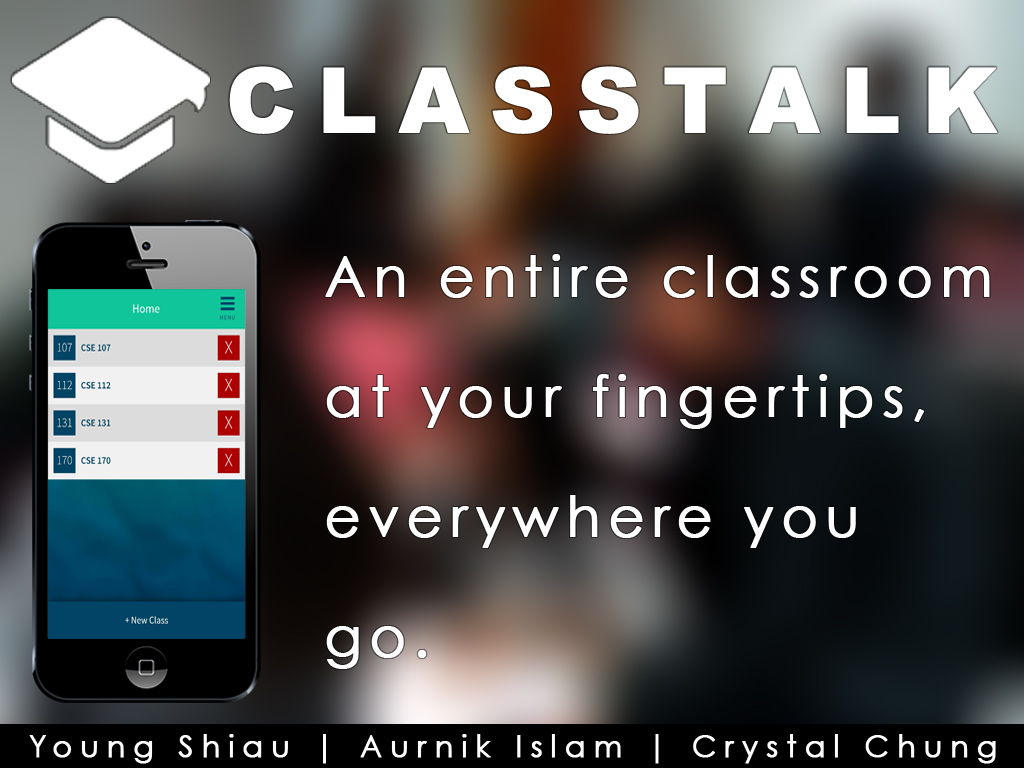 CLASSTALK
Home
MENU
107 CSE 107 X
112 CSE 112 X
131 CSE 131 X
170 CSE 170 X
+ New Class
An entire classroom
at your fingertips,
everywhere you
go.
Young Shiau | Aurnik Islam | Crystal Chung